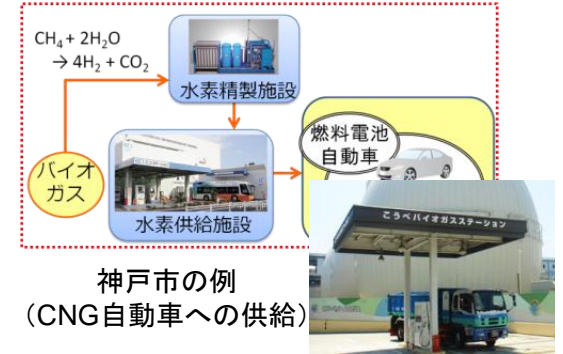 CH₄ + 2H₂O
→ 4H₂ + CO₂
水素精製施設
バイオ
ガス
水素供給施設
燃料電池
自動車
こうべバイオガスステーション
神戸市の例
（CNG自動車への供給）